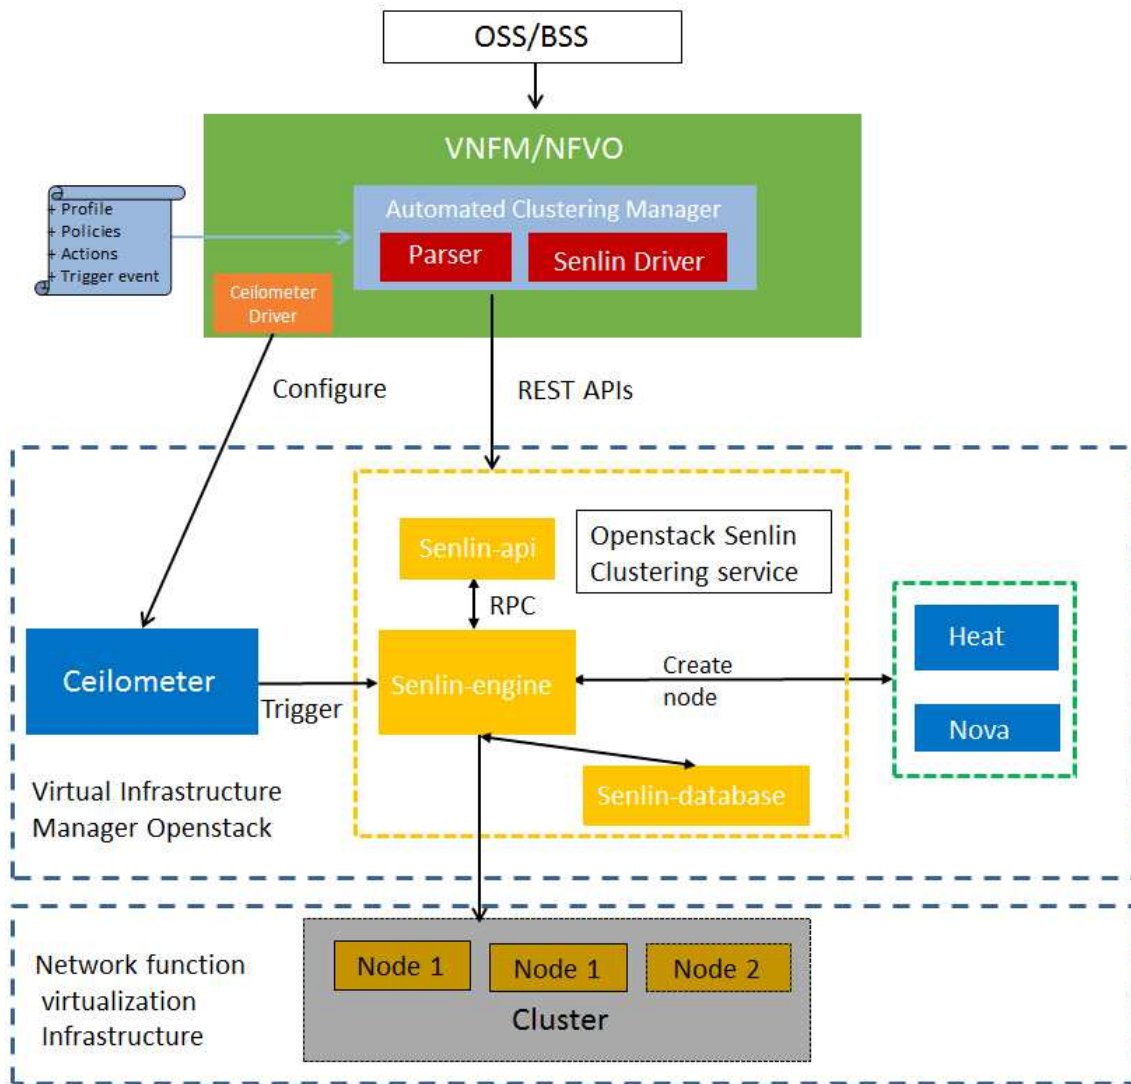 OSS/BSS
VNFM/NFVO
+ Profile
+ Policies
+ Actions
+ Trigger event
Automated Clustering Manager
Parser
Senlin Driver
Ceilometer
Driver
Configure
REST APIs
Senlin-api
Openstack Senlin
Clustering service
RPC
Ceilometer
Trigger
Senlin-engine
Create
node
Heat
Nova
Senlin-database
Virtual Infrastructure
Manager Openstack
Network function
virtualization
Infrastructure
Node 1
Node 1
Node 2
Cluster